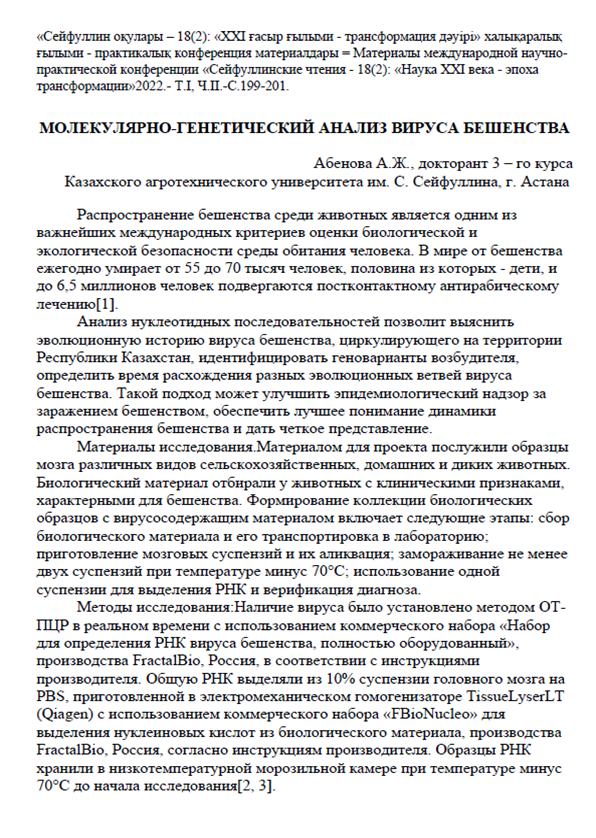 «Сейфуллин оқулары – 18(2): «XXI ғасыр ғылыми - трансформация дәуірі» халықаралық
ғылыми - практикалық конференция материалдары = Материалы международной научно-
практической конференции «Сейфуллинские чтения - 18(2): «Наука XXI века - эпоха
трансформации»2022.- Т.I, Ч.II.-С.199-201.
МОЛЕКУЛЯРНО-ГЕНЕТИЧЕСКИЙ АНАЛИЗ ВИРУСА БЕШЕНСТВА
Абенова А.Ж., докторант 3 – го курса
Казахского агротехнического университета им. С. Сейфуллина, г. Астана
Распространение бешенства среди животных является одним из
важнейших международных критериев оценки биологической и
экологической безопасности среды обитания человека. В мире от бешенства
ежегодно умирает от 55 до 70 тысяч человек, половина из которых - дети, и
до 6,5 миллионов человек подвергаются постконтактному антирабическому
лечению[1].
Анализ нуклеотидных последовательностей позволит выяснить
эволюционную историю вируса бешенства, циркулирующего на территории
Республики Казахстан, идентифицировать геноварианты возбудителя,
определить время расхождения разных эволюционных ветвей вируса
бешенства. Такой подход может улучшить эпидемиологический надзор за
заражением бешенством, обеспечить лучшее понимание динамики
распространения бешенства и дать четкое представление.
Материалы исследования.Материалом для проекта послужили образцы
мозга различных видов сельскохозяйственных, домашних и диких животных.
Биологический материал отбирали у животных с клиническими признаками,
характерными для бешенства. Формирование коллекции биологических
образцов с вирусосодержащим материалом включает следующие этапы: сбор
биологического материала и его транспортировка в лабораторию;
приготовление мозговых суспензий и их аликвация; замораживание не менее
двух суспензий при температуре минус 70°С; использование одной
суспензии для выделения РНК и верификация диагноза.
Методы исследования:Наличие вируса было установлено методом ОТ-
ПЦР в реальном времени с использованием коммерческого набора «Набор
для определения РНК вируса бешенства, полностью оборудованный»,
производства FractalBio, Россия, в соответствии с инструкциями
производителя. Общую РНК выделяли из 10% суспензии головного мозга на
PBS, приготовленной в электромеханическом гомогенизаторе TissueLyserLT
(Qiagen) с использованием коммерческого набора «FBioNucleo» для
выделения нуклеиновых кислот из биологического материала, производства
FractalBio, Россия, согласно инструкциям производителя. Образцы РНК
хранили в низкотемпературной морозильной камере при температуре минус
70°С до начала исследования[2, 3].